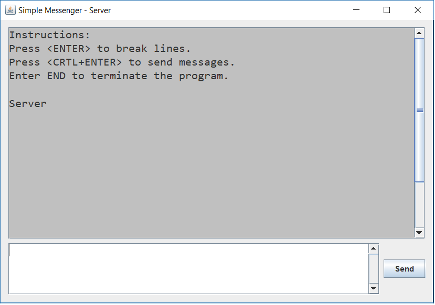 Simple Messenger - Server
Instructions:
Press <ENTER> to break lines.
Press <CRTL+ENTER> to send messages.
Enter END to terminate the program.
Server
Send